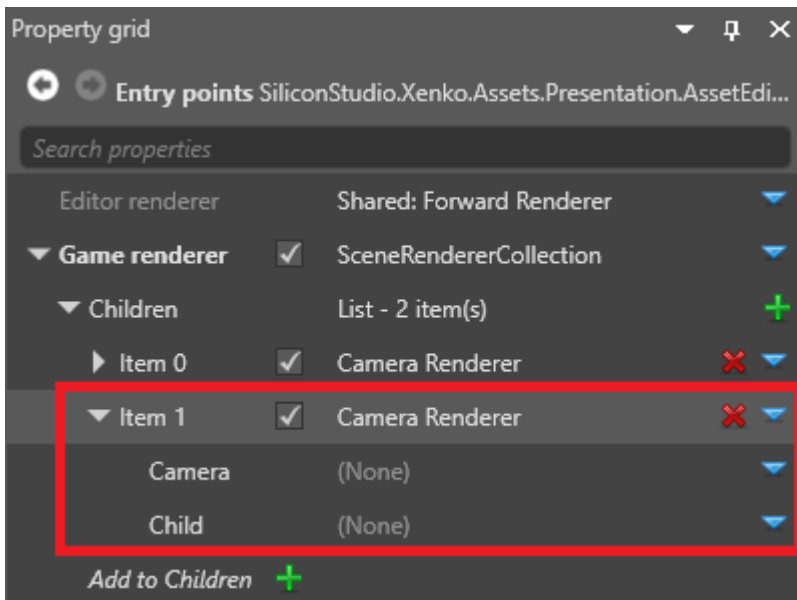 Property grid
Entry points SiliconStudio.Xenko.Assets.Presentation.AssetEdi...
Search properties
Editor renderer Shared: Forward Renderer
Game renderer SceneRendererCollection
Children List - 2 item(s)
Item 0 Camera Renderer
Item 1 Camera Renderer
Camera (None)
Child (None)
Add to Children